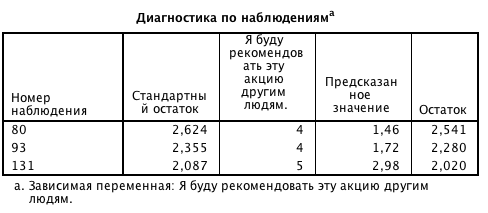 Диагностика по наблюдениямa
Номер наблюдения Стандартный остаток Я буду рекомендовать эту акцию другим людям. Предсказанное значение Остаток
80 2,624 4 1,46 2,541
93 2,355 4 1,72 2,280
131 2,087 5 2,98 2,020
a. Зависимая переменная: Я буду рекомендовать эту акцию другим
людям.